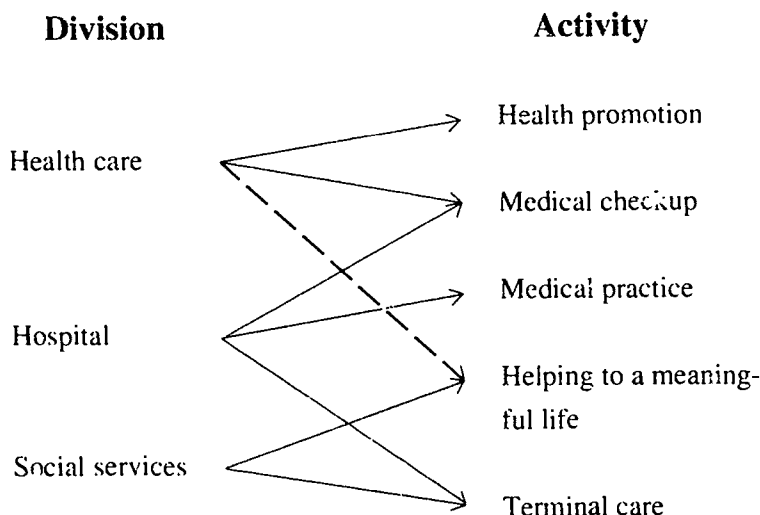 Division
Activity
Health promotion
Health care
Medical checkup
Medical practice
Hospital
Helping to a meaning-
ful life
Social services
Terminal care